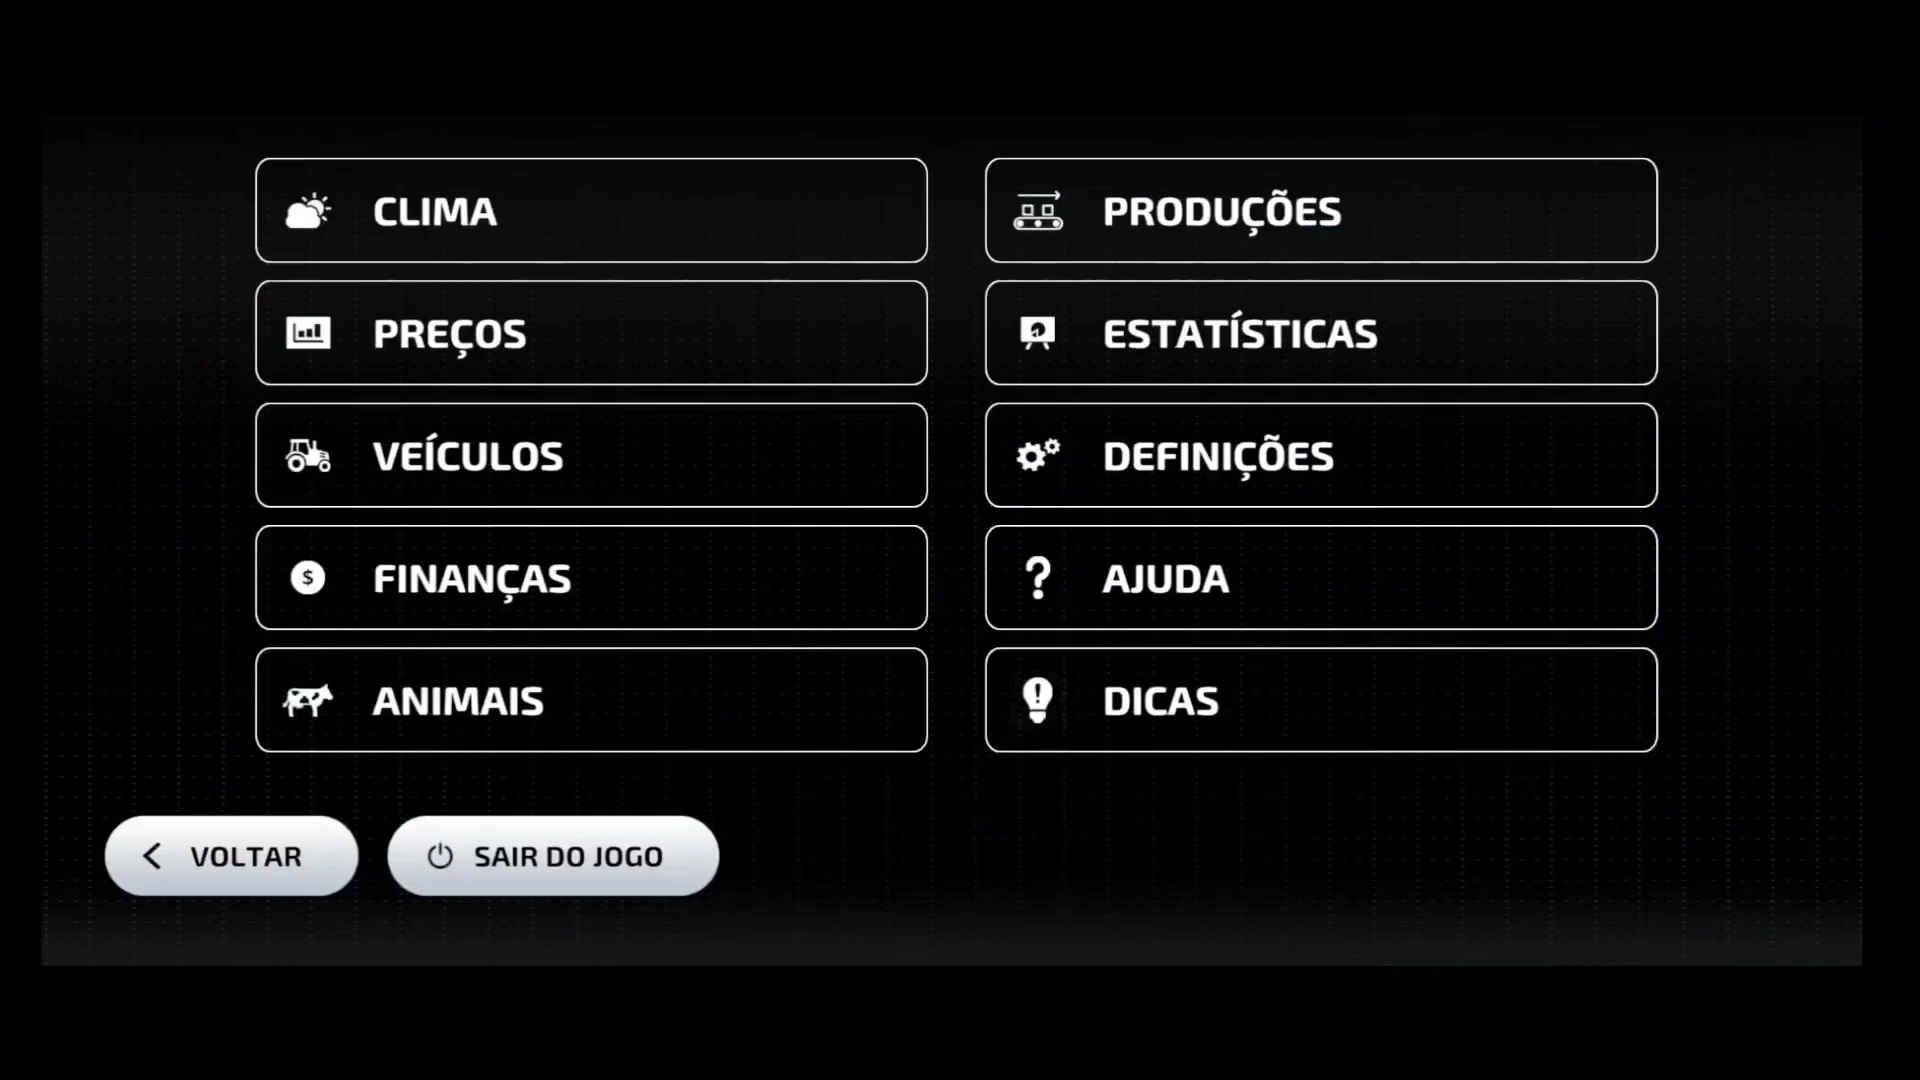 CLIMA
PREÇOS
VEÍCULOS
FINANÇAS
ANIMAIS
PRODUÇÕES
ESTATÍSTICAS
DEFINIÇÕES
AJUDA
DICAS
VOLTAR
SAIR DO JOGO